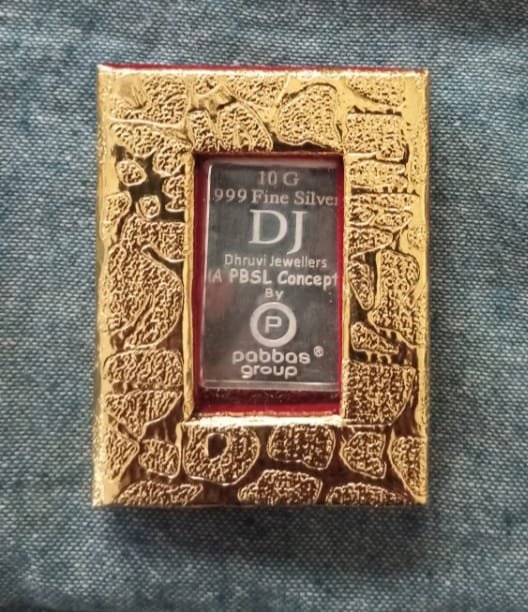 10 G
999 Fine Silver
DJ
Dhruvi Jewellers
A PBSL Concept
By
P
pabbas®
group